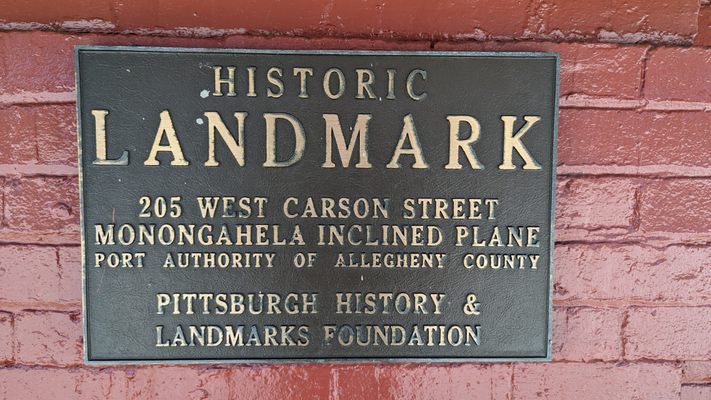 HISTORIC
LANDMARK
205 WEST CARSON STREET
MONONGAHELA INCLINED PLANE
PORT AUTHORITY OF ALLEGHENY COUNTY
PITTSBURGH HISTORY &
LANDMARKS FOUNDATION